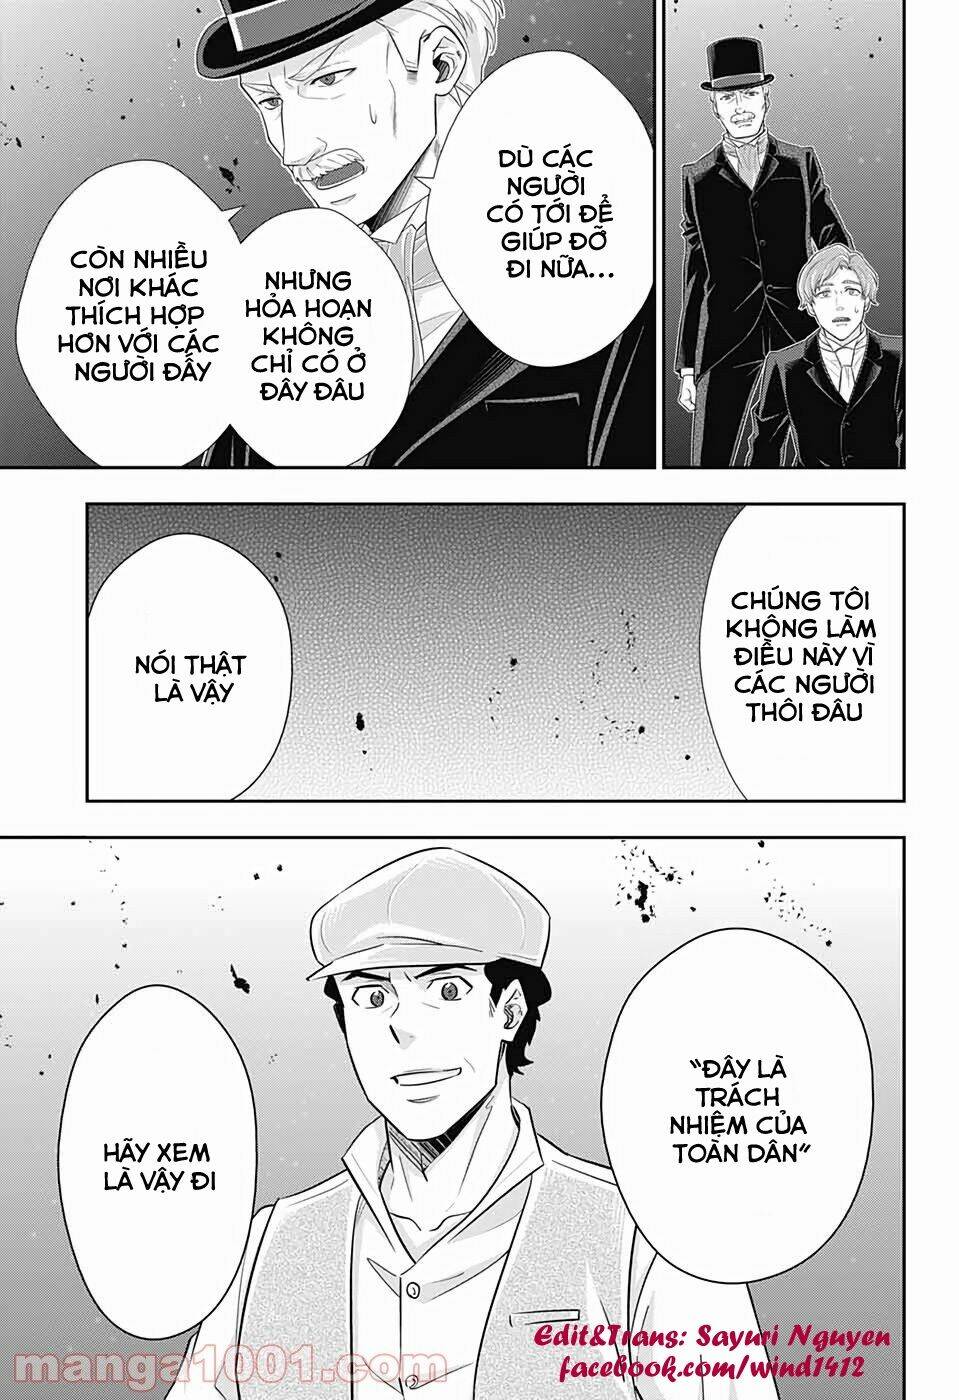 DÙ CÁC
NGƯỜI
CÓ TỚI ĐỂ
GIÚP ĐỠ
ĐI NỮA...
NHƯNG
HỎA HOẠN
KHÔNG
CHỈ CÓ Ở
ĐÂY ĐÂU
CÒN NHIỀU
NƠI KHÁC
THÍCH HỢP
HƠN VỚI CÁC
NGƯỜI ĐẤY
CHÚNG TÔI
KHÔNG LÀM
ĐIỀU NÀY VÌ
CÁC NGƯỜI
THÔI ĐÂU
NÓI THẬT
LÀ VẬY
"ĐÂY LÀ
TRÁCH
NHIỆM CỦA
TOÀN DÂN"
HÃY XEM
LÀ VẬY ĐI
Edit&Trans: Sayuri Nguyen
facebook.com/wind1412
manga1001.com